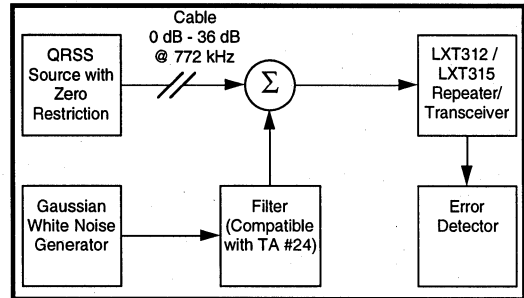 Cable
0 dB - 36 dB
@ 772 kHz
QRSS
Source with
Zero
Restriction
Σ
LXT312 /
LXT315
Repeater/
Transceiver
Gaussian
White Noise
Generator
Filter
(Compatible
with TA #24)
Error
Detector